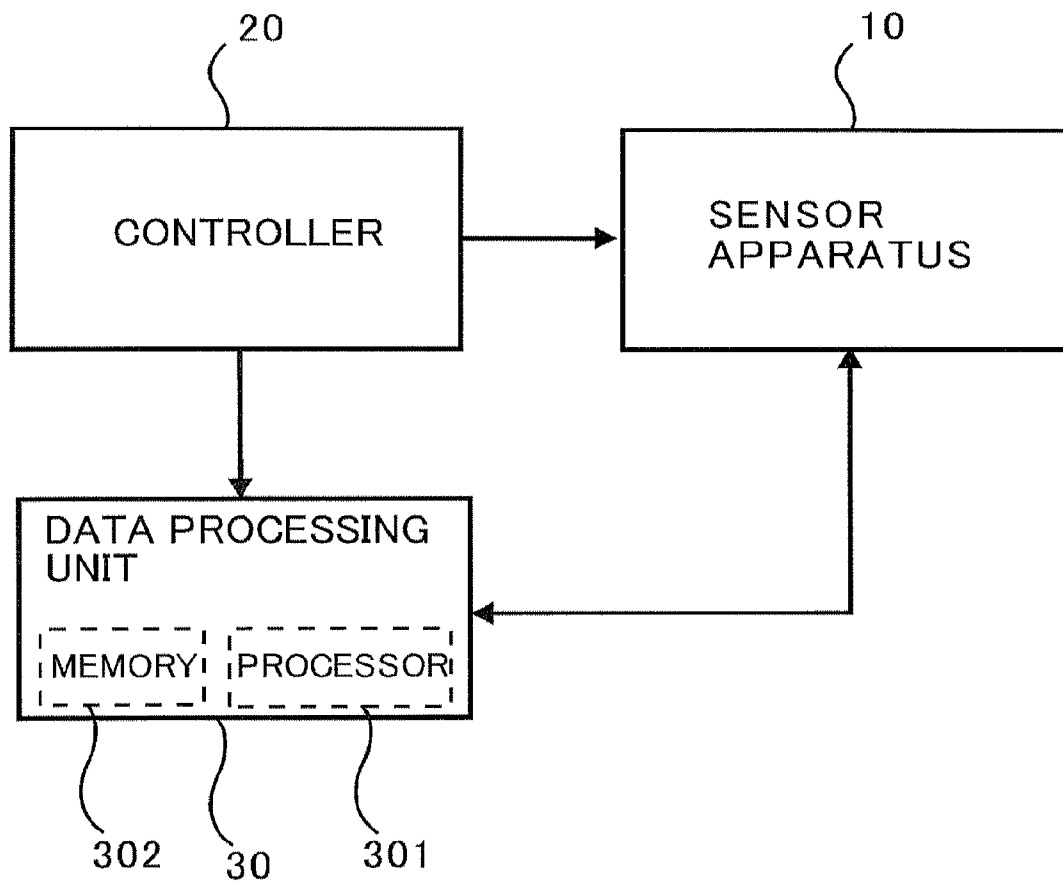 20
10
CONTROLLER
SENSOR
APPARATUS
DATA PROCESSING
UNIT
MEMORY
PROCESSOR
302
30
301